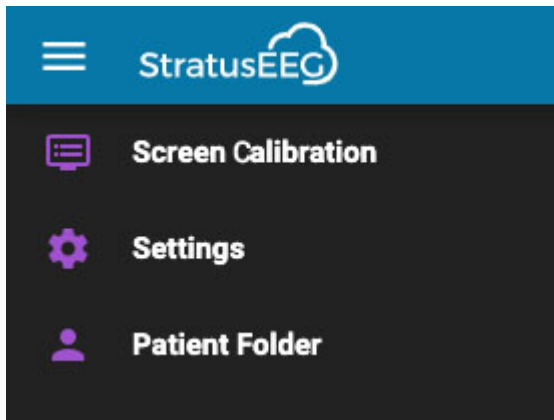 StratusEEG
Screen Calibration
Settings
Patient Folder